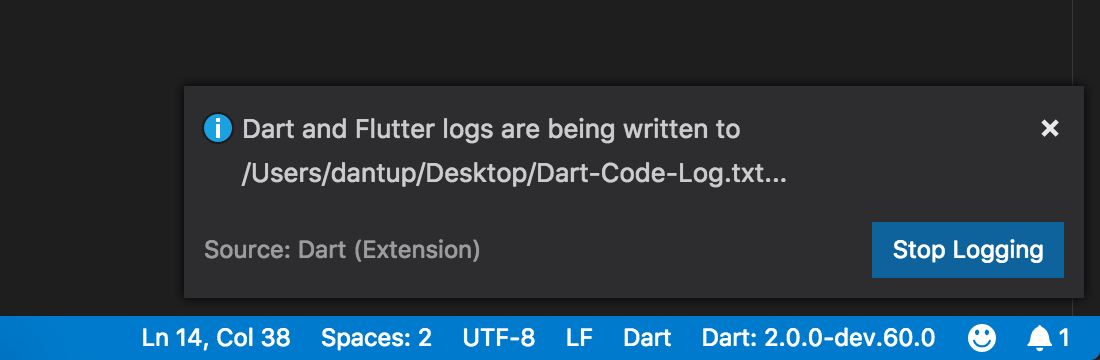 Dart and Flutter logs are being written to
/Users/dantup/Desktop/Dart-Code-Log.txt...
Source: Dart (Extension)
Stop Logging
Ln 14, Col 38 Spaces: 2 UTF-8 LF Dart Dart: 2.0.0-dev.60.0 1